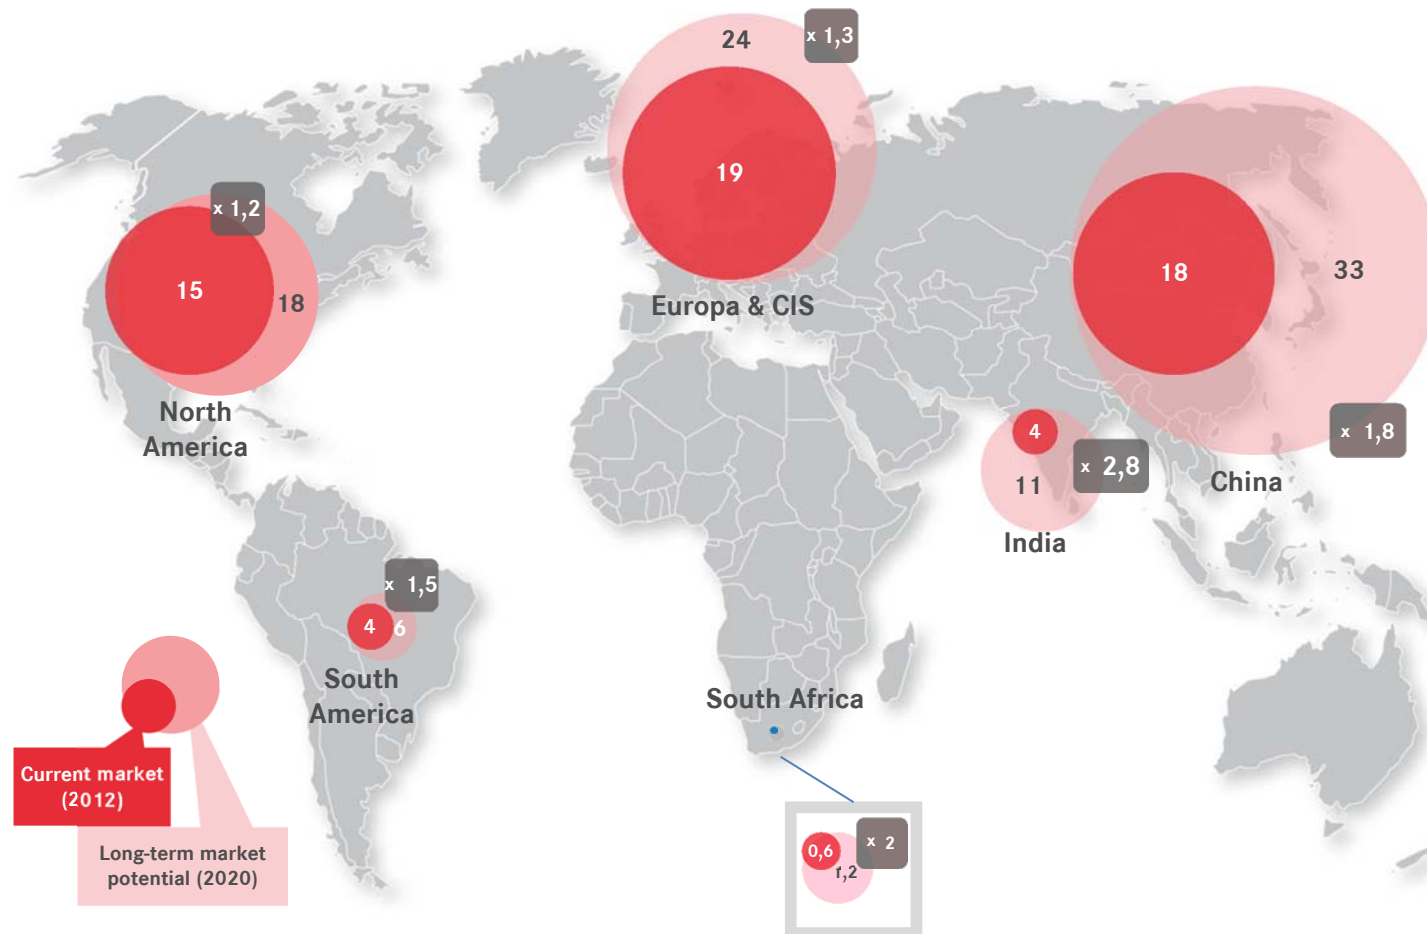 24
x 1,3
19
Europa & CIS
x 1,2
15
18
North
America
18
33
x 1,8
China
4
x 2,8
11
India
x 1,5
4
6
South
America
South Africa
0,6
x 2
1,2
Current market
(2012)
Long-term market
potential (2020)